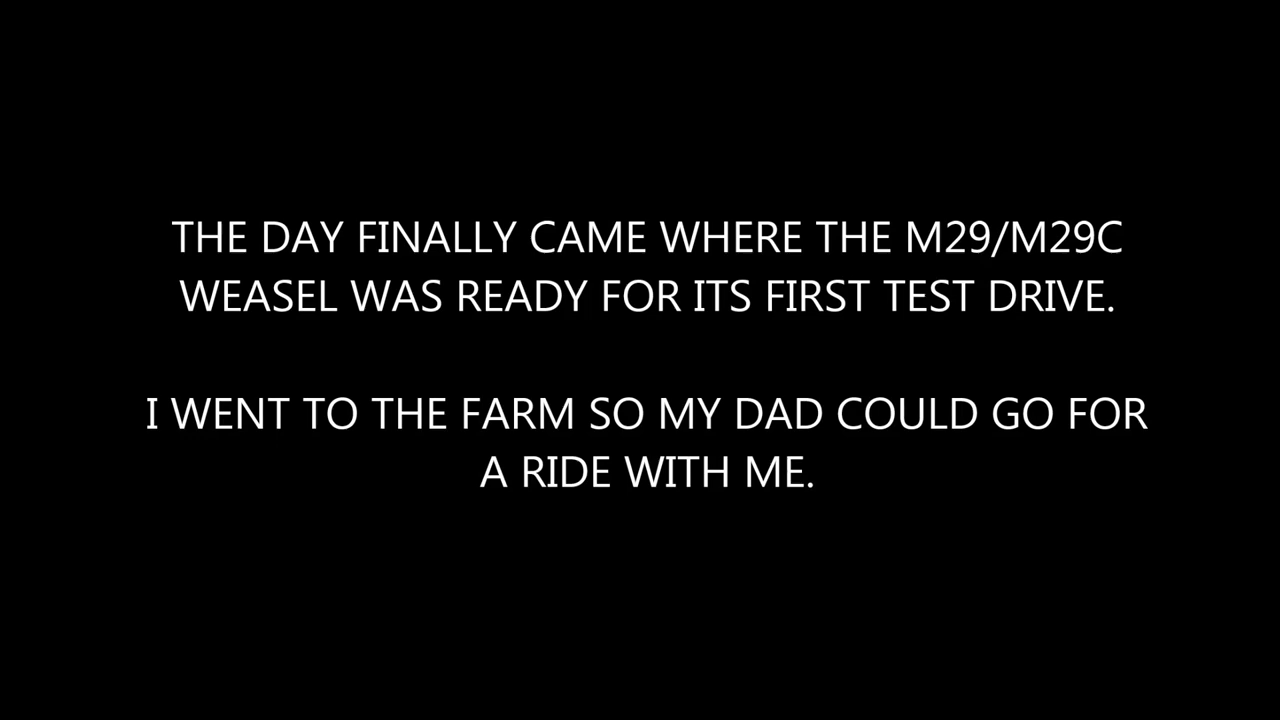 THE DAY FINALLY CAME WHERE THE M29/M29C
WEASEL WAS READY FOR ITS FIRST TEST DRIVE.
I WENT TO THE FARM SO MY DAD COULD GO FOR
A RIDE WITH ME.